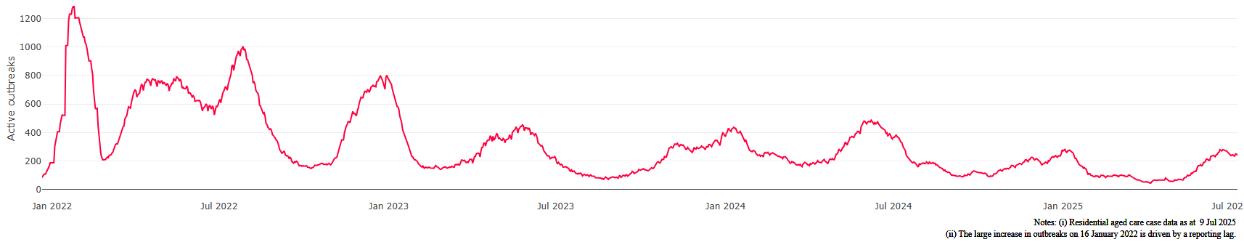 1200
1000
800
600
400
200
0
Active outbreaks
Jan 2022 Jul 2022 Jan 2023 Jul 2023 Jan 2024 Jul 2024 Jan 2025 Jul 202
Notes: (i) Residential aged care case data as at 9 Jul 2025
(ii) The large increase in outbreaks on 16 January 2022 is driven by a reporting lag.